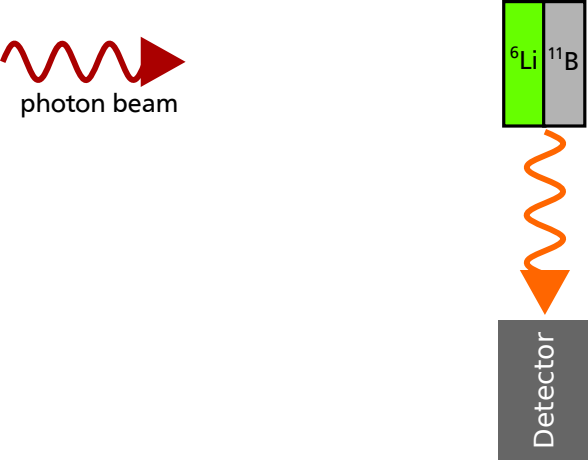 ⁶Li ¹¹B
photon beam
Detector